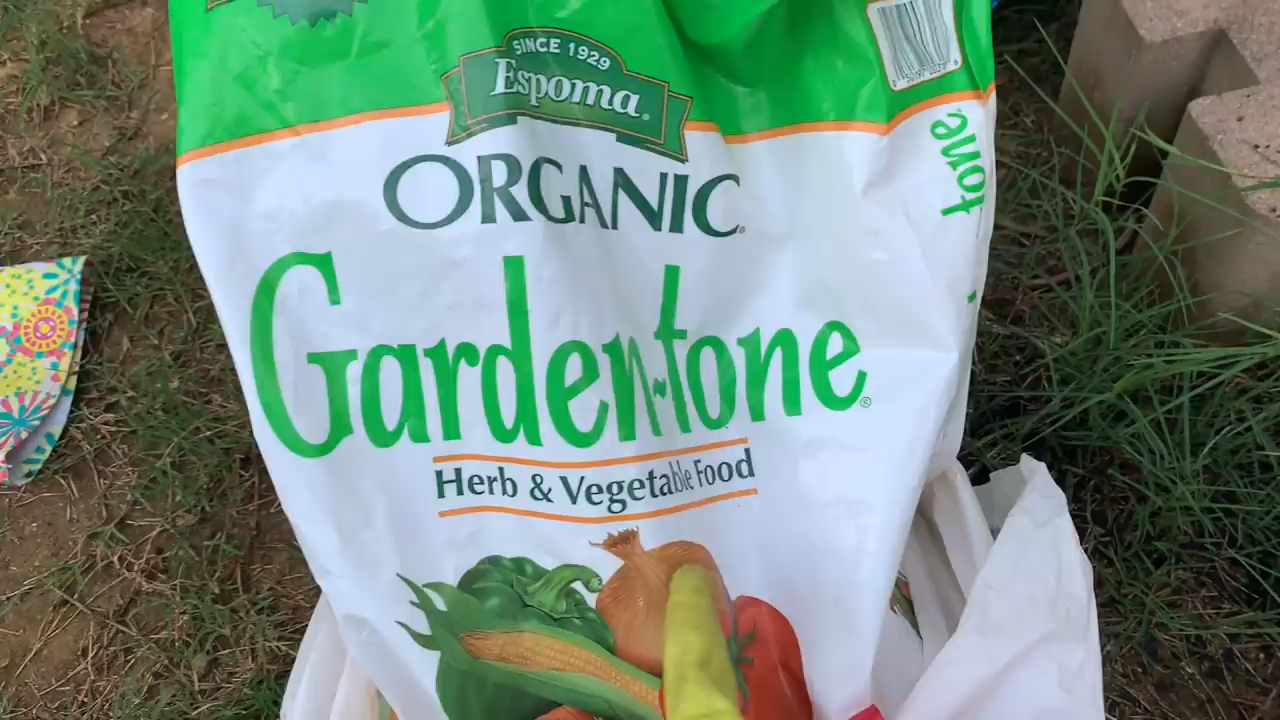 SINCE 1929
Espoma®
ORGANIC®
Garden-tone®
Herb & Vegetable Food
tone®